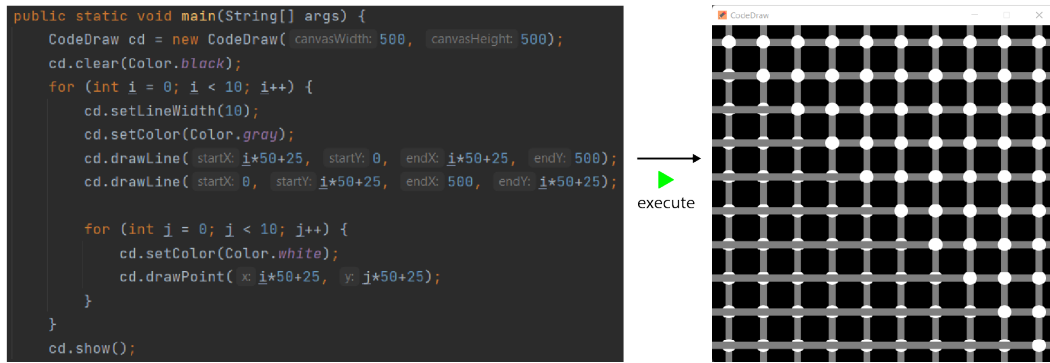 public static void main(String[] args) {
CodeDraw cd = new CodeDraw( canvasWidth: 500, canvasHeight: 500);
cd.clear(Color.black);
for (int i = 0; i < 10; i++) {
cd.setLineWidth(10);
cd.setColor(Color.gray);
cd.drawLine( startX: i*50+25, startY: 0, endX: i*50+25, endY: 500);
cd.drawLine( startX: 0, startY: i*50+25, endX: 500, endY: i*50+25);
for (int j = 0; j < 10; j++) {
cd.setColor(Color.white);
cd.drawPoint( x: i*50+25, y: j*50+25);
}
}
cd.show();
execute
CodeDraw